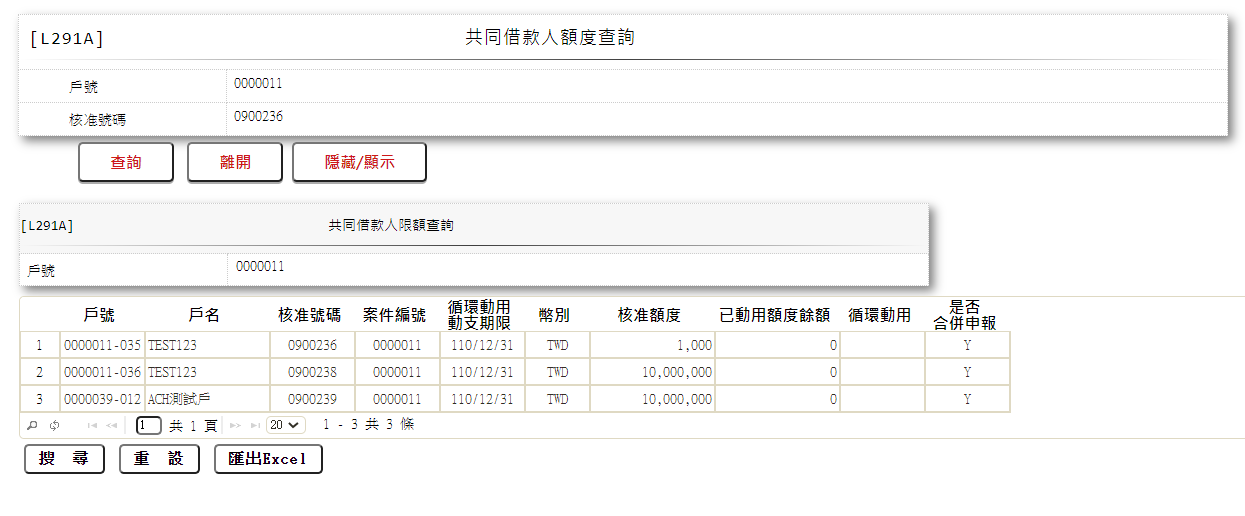 [L291A] 共同借款人額度查詢
戶號 0000011
核准號碼 0900236
查詢 離開 隱藏/顯示
[L291A] 共同借款人限額查詢
戶號 0000011
戶號 戶名 核准號碼 案件編號 循環動用動支期限 幣別 核准額度 已動用額度餘額 循環動用 是否合併申報
1 0000011-035 TEST123 0900236 0000011 110/12/31 TWD 1,000 0 Y
2 0000011-036 TEST123 0900238 0000011 110/12/31 TWD 10,000,000 0 Y
3 0000039-012 ACH測試戶 0900239 0000011 110/12/31 TWD 10,000,000 0 Y
1 共 1 頁 20 1 - 3 共 3 條
搜 尋 重 設 匯出Excel